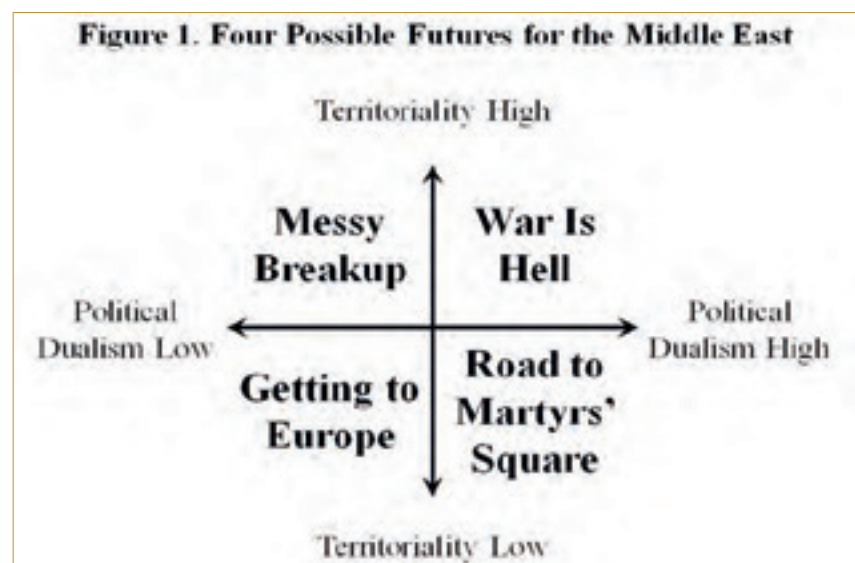 Figure 1. Four Possible Futures for the Middle East
Territoriality High
Messy
Breakup
War Is
Hell
Political
Dualism Low
Political
Dualism High
Getting to
Europe
Road to
Martyrs’
Square
Territoriality Low